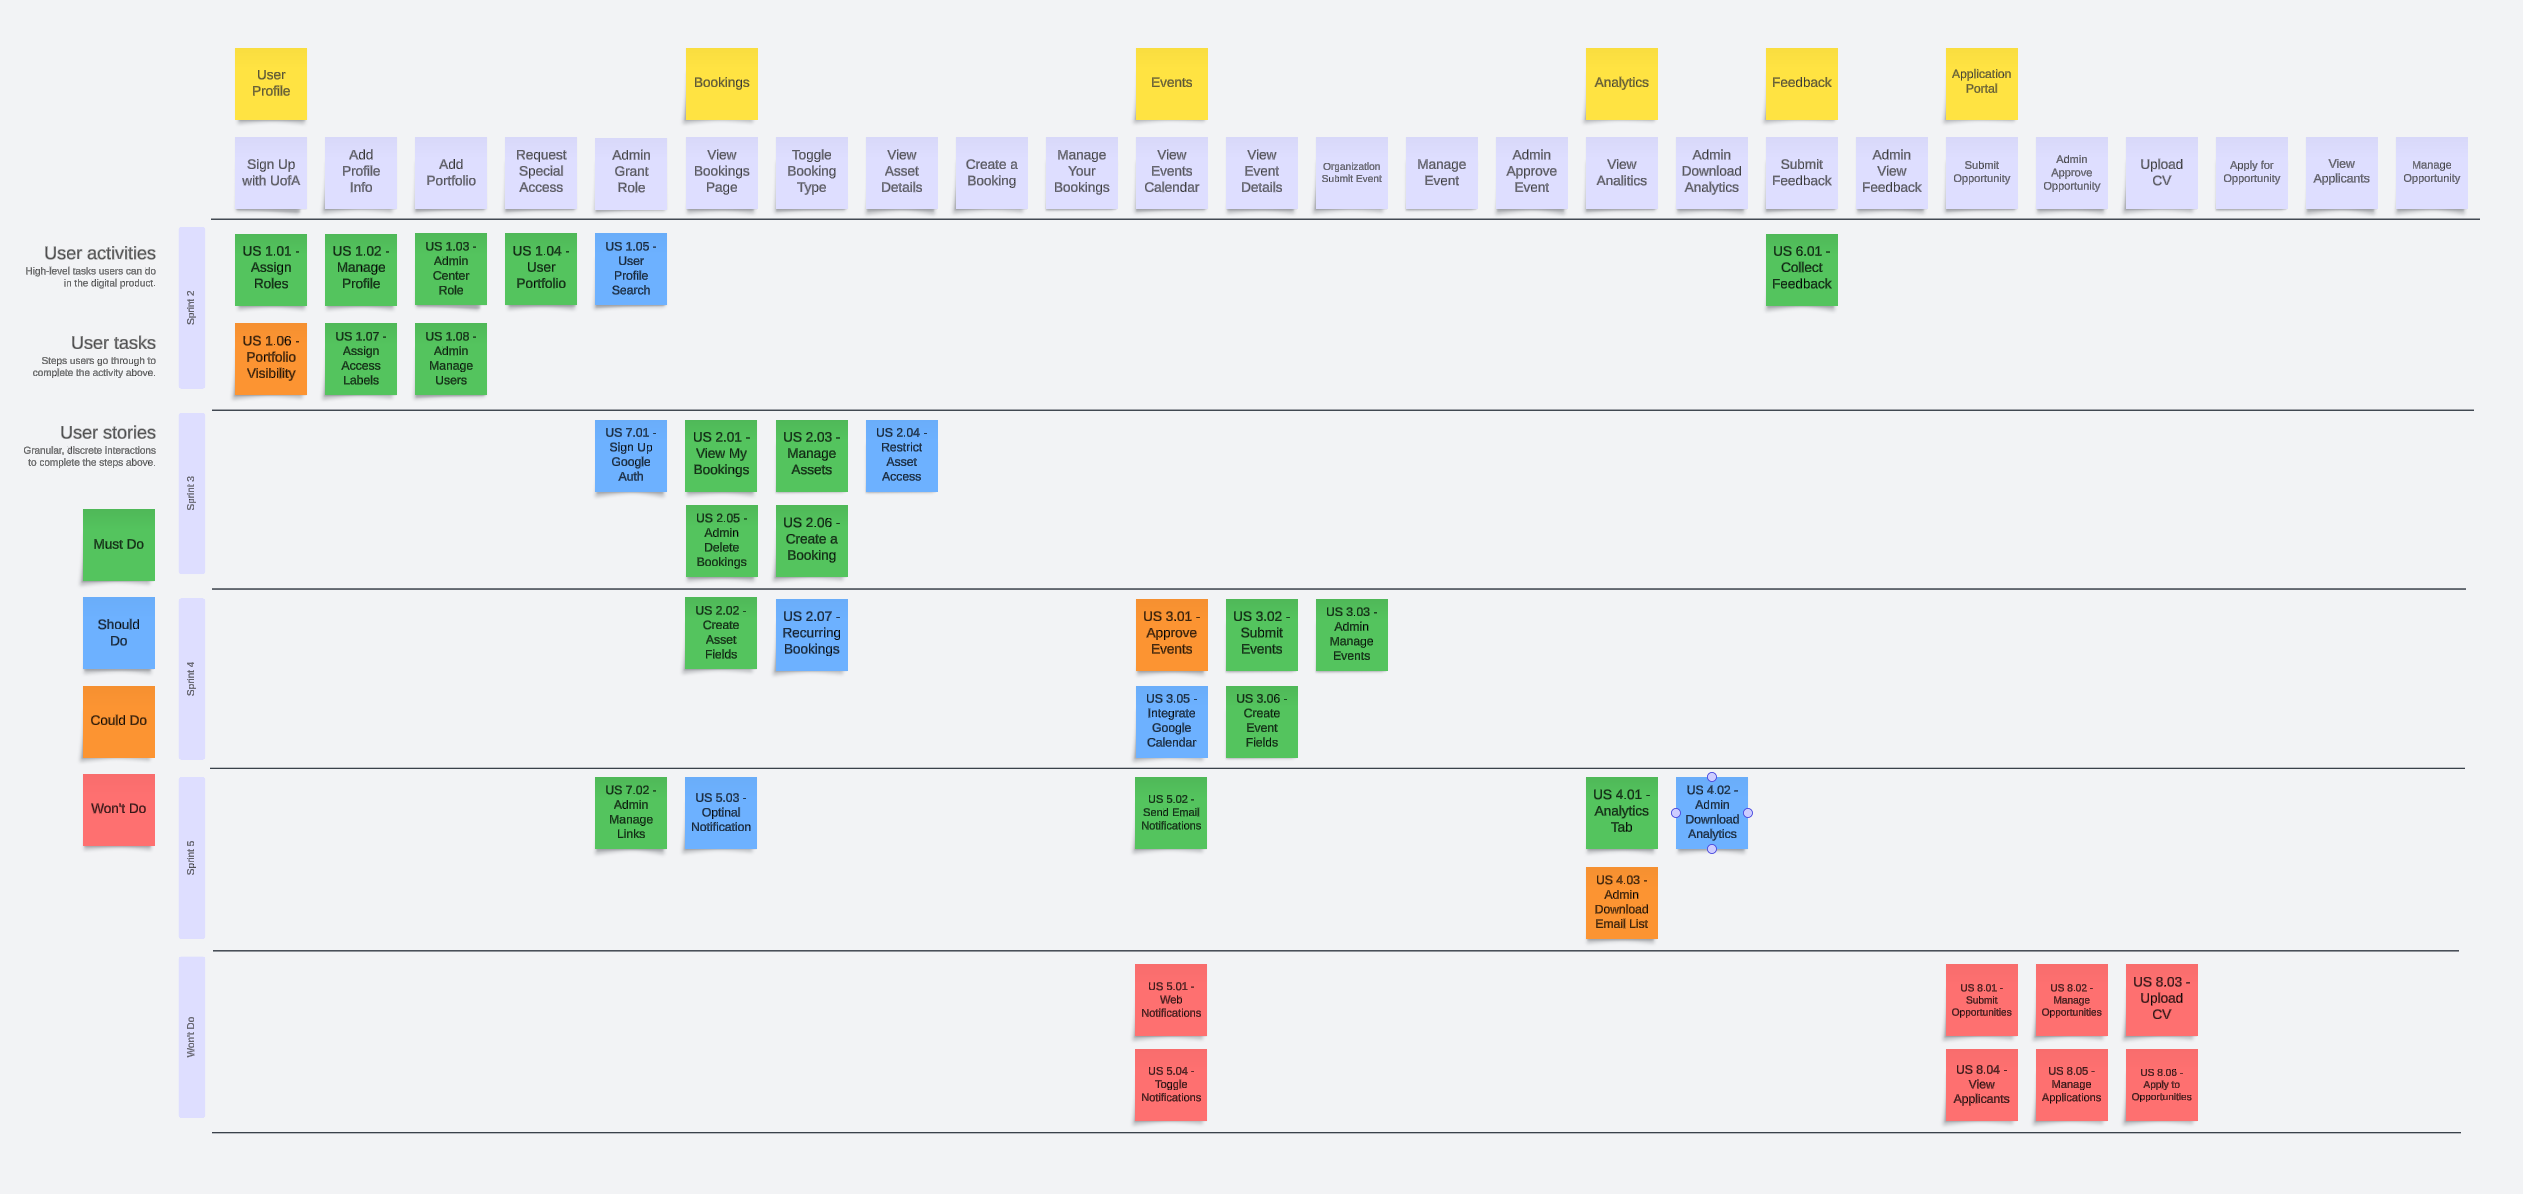 User
Profile
Bookings
Events
Analytics
Feedback
Application
Portal
Sign Up
with UofA
Add
Profile
Info
Add
Portfolio
Request
Special
Access
Admin
Grant
Role
View
Bookings
Page
Toggle
Booking
Type
View
Asset
Details
Create a
Booking
Manage
Your
Bookings
View
Events
Calendar
View
Event
Details
Organization
Submit Event
Manage
Event
Admin
Approve
Event
View
Analitics
Admin
Download
Analytics
Submit
Feedback
Admin
View
Feedback
Submit
Opportunity
Admin
Approve
Opportunity
Upload
CV
Apply for
Opportunity
View
Applicants
Manage
Opportunity
User activities
High-level tasks users can do
in the digital product.
User tasks
Steps users go through to
complete the activity above.
User stories
Granular, discrete interactions
to complete the steps above.
Must Do
Should
Do
Could Do
Won't Do
Sprint 2
US 1.01 -
Assign
Roles
US 1.02 -
Manage
Profile
US 1.03 -
Admin
Center
Role
US 1.04 -
User
Portfolio
US 1.05 -
User
Profile
Search
US 6.01 -
Collect
Feedback
US 1.06 -
Portfolio
Visibility
US 1.07 -
Assign
Access
Labels
US 1.08 -
Admin
Manage
Users
Sprint 3
US 7.01 -
Sign Up
Google
Auth
US 2.01 -
View My
Bookings
US 2.03 -
Manage
Assets
US 2.04 -
Restrict
Asset
Access
US 2.05 -
Admin
Delete
Bookings
US 2.06 -
Create a
Booking
Sprint 4
US 2.02 -
Create
Asset
Fields
US 2.07 -
Recurring
Bookings
US 3.01 -
Approve
Events
US 3.02 -
Submit
Events
US 3.03 -
Admin
Manage
Events
US 3.05 -
Integrate
Google
Calendar
US 3.06 -
Create
Event
Fields
Sprint 5
US 7.02 -
Admin
Manage
Links
US 5.03 -
Optinal
Notification
US 5.02 -
Send Email
Notifications
US 4.01 -
Analytics
Tab
US 4.02 -
Admin
Download
Analytics
US 4.03 -
Admin
Download
Email List
Won't Do
US 5.01 -
Web
Notifications
US 8.01 -
Submit
Opportunities
US 8.02 -
Manage
Opportunities
US 8.03 -
Upload
CV
US 5.04 -
Toggle
Notifications
US 8.04 -
View
Applicants
US 8.05 -
Manage
Applications
US 8.06 -
Apply to
Opportunities